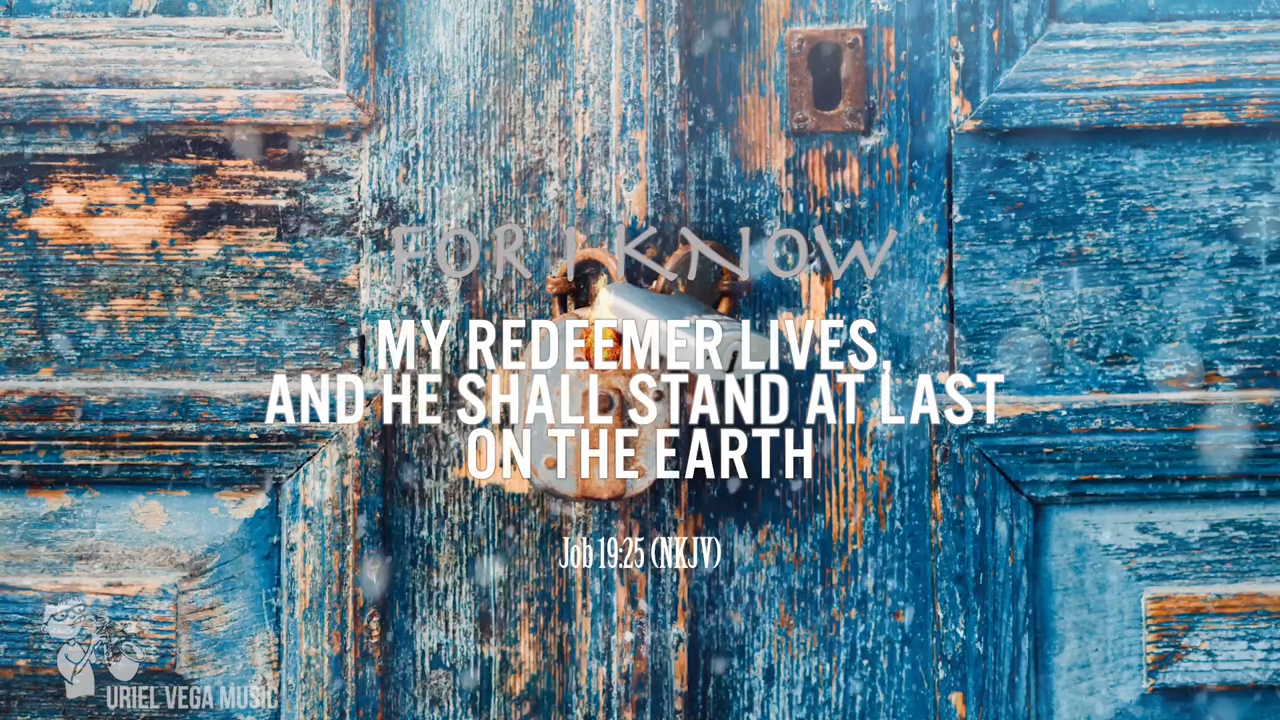 FOR I KNOW
MY REDEEMER LIVES,
AND HE SHALL STAND AT LAST
ON THE EARTH
Job 19:25 (NKJV)
URIEL VEGA MUSIC